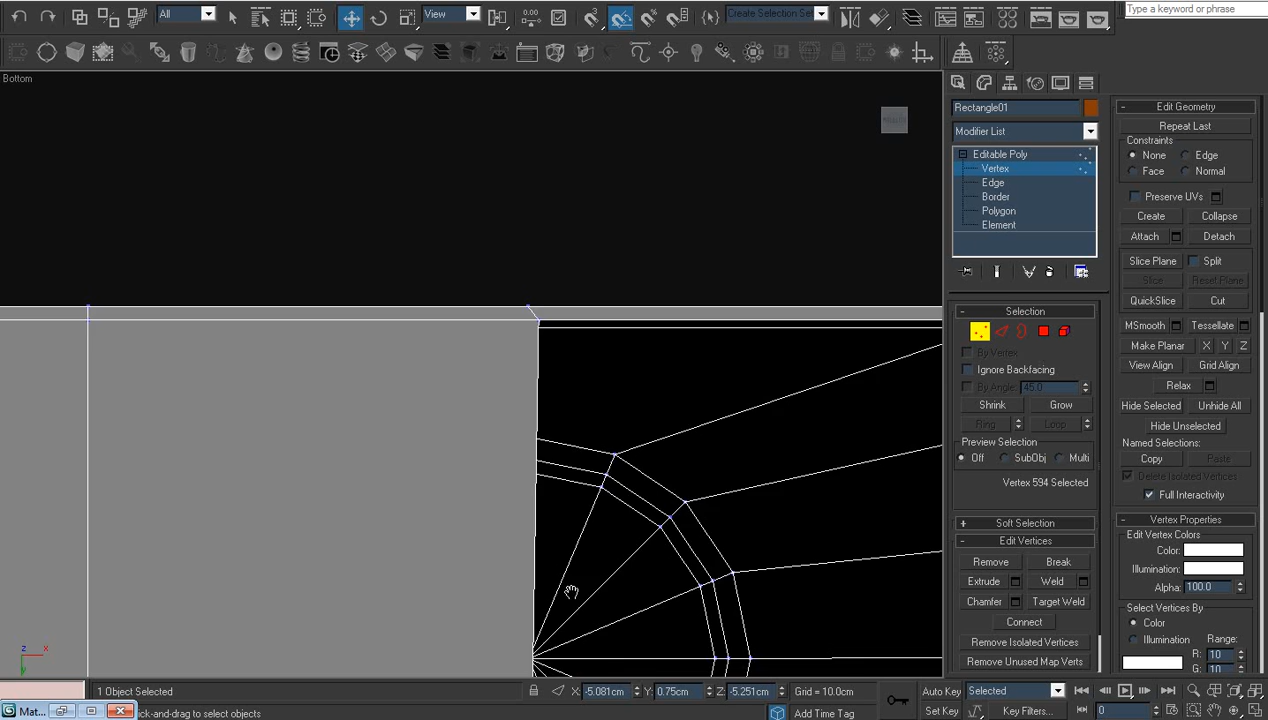 All
View
Create Selection Set
Type a keyword or phrase
Bottom
Rectangle01
Modifier List
Editable Poly
Vertex
Edge
Border
Polygon
Element
Selection
By Vertex
Ignore Backfacing
By Angle: 45.0
Shrink Grow
Ring Loop
Preview Selection
Off SubObj Multi
Vertex 594 Selected
Soft Selection
Edit Vertices
Remove Break
Extrude Weld
Chamfer Target Weld
Connect
Remove Isolated Vertices
Remove Unused Map Verts
Edit Geometry
Repeat Last
Constraints
None Edge
Face Normal
Preserve UVs
Create Collapse
Attach Detach
Slice Plane Split
Slice Reset Plane
QuickSlice Cut
MSmooth Tessellate
Make Planar X Y Z
View Align Grid Align
Relax
Hide Selected Unhide All
Hide Unselected
Named Selections:
Copy Paste
Delete Isolated Vertices
Full Interactivity
Vertex Properties
Edit Vertex Colors
Color:
Illumination:
Alpha: 100.0
Select Vertices By
Color
Illumination Range:
R: 10
G: 10
z x
y
1 Object Selected
X: -5.081cm Y: 0.75cm Z: -5.251cm Grid = 10.0cm
Auto Key Selected
Mat...
ick-and-drag to select objects
Add Time Tag
Set Key Key Filters...
0